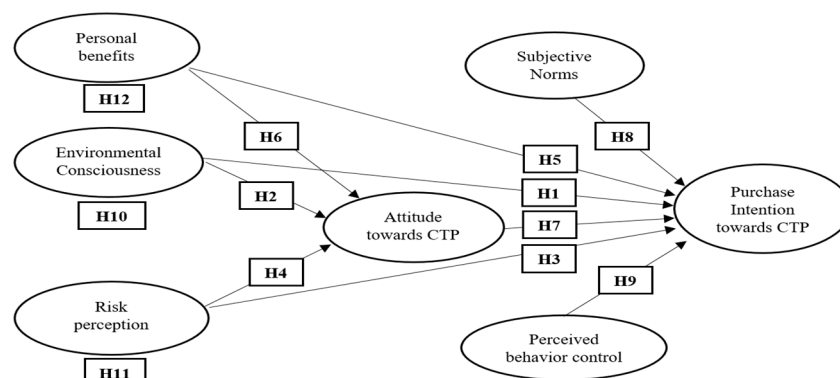 Personal
benefits
H12
Subjective
Norms
H6
H8
Environmental
Consciousness
H10
H2
H5
H1
H7
H3
Attitude
towards CTP
Purchase
Intention
towards CTP
H4
H9
Risk
perception
H11
Perceived
behavior control